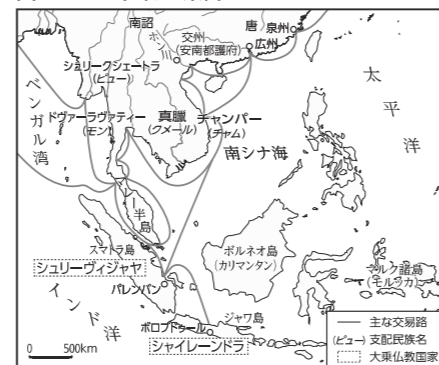 南詔
唐
泉州
交州
(安南都護府)
広州
ホン川
シュリークシェートラ
(ピュー)
ベンガル湾
ドヴァーラヴァティー
(モン)
真臘
(クメール)
チャンパー
(チャム)
太平洋
南シナ海
マレー半島
スマトラ島
シュリーヴィジャヤ
パレンバン
ボルネオ島
(カリマンタン)
マルク諸島
(モルッカ)
インド洋
ボロブドゥール
ジャワ島
シャイレーンドラ
0 500km
主な交易路
(ピュー) 支配民族名
大乗仏教国家